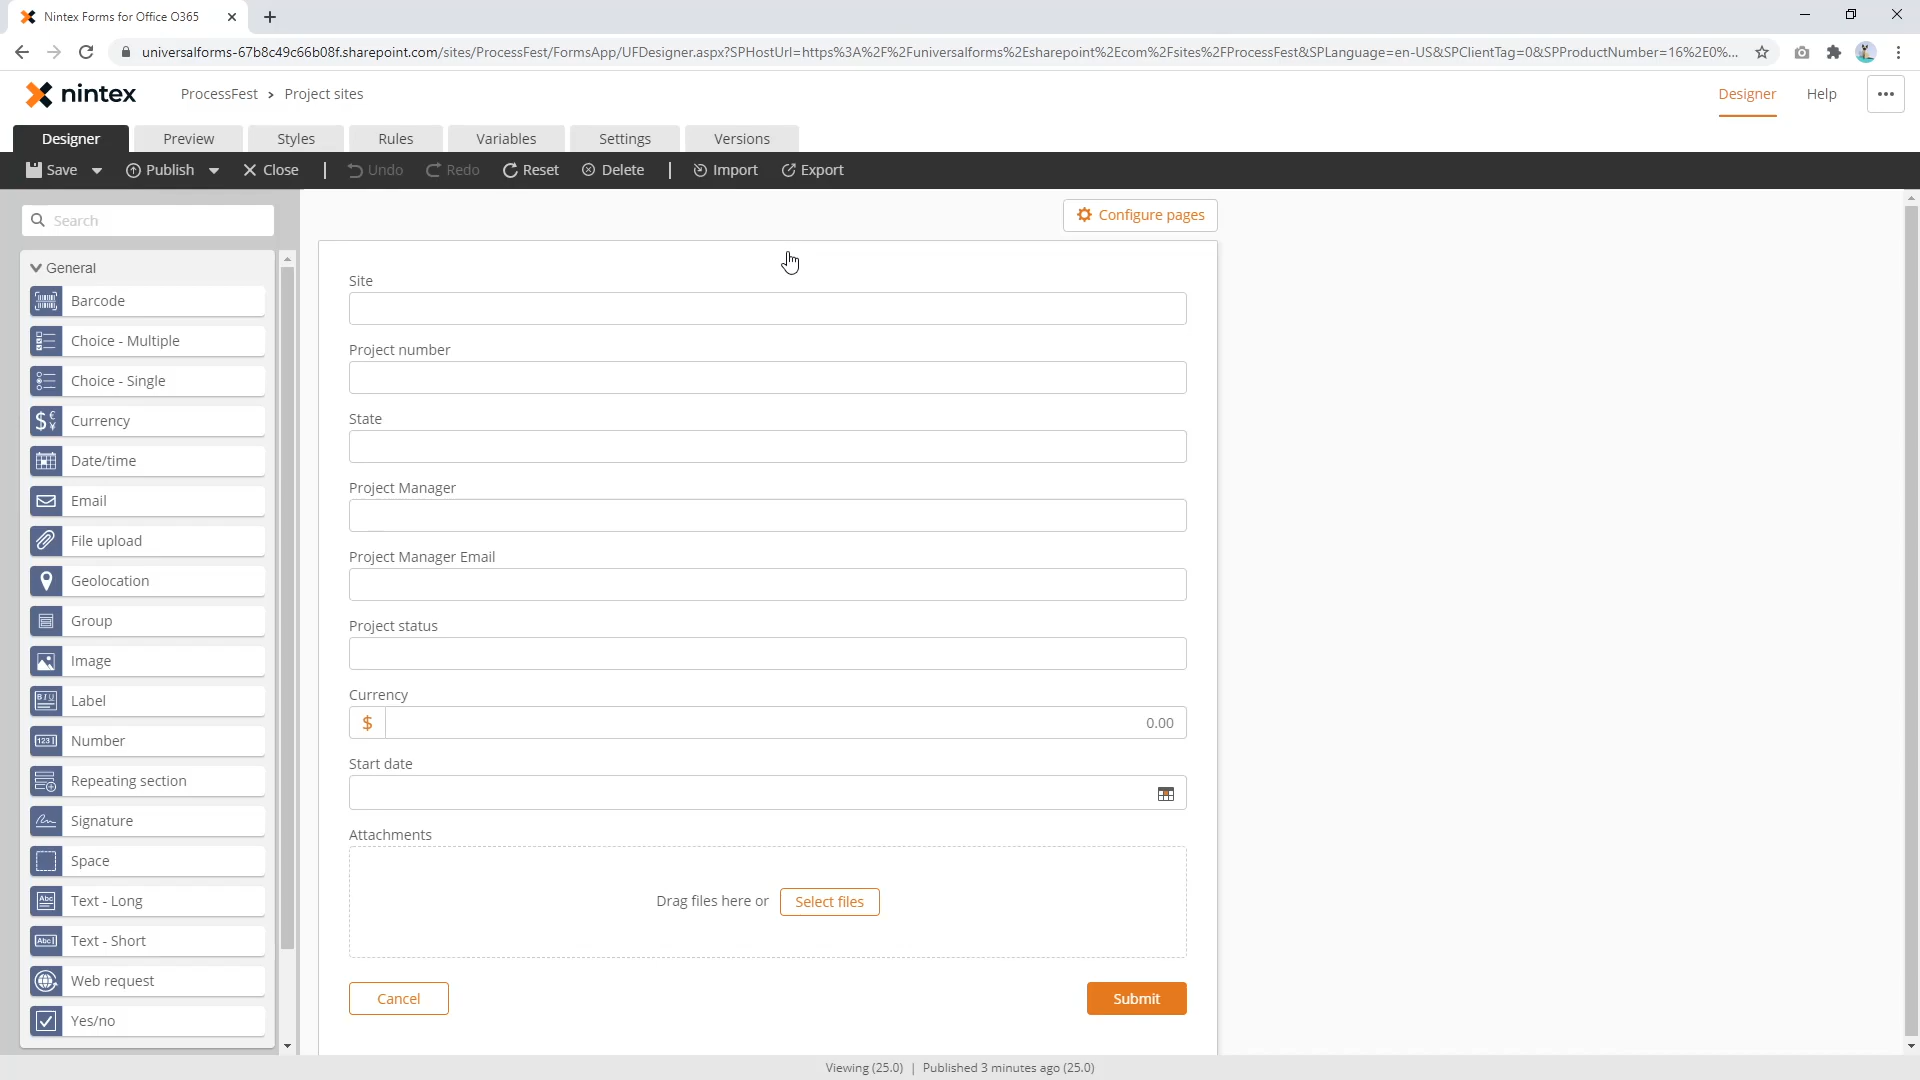 Nintex Forms for Office O365
universalforms-67b8c49c66b08f.sharepoint.com/sites/ProcessFest/FormsApp/UFDesigner.aspx?SPHostUrl=https%3A%2F%2Funiversalforms%2Esharepoint%2Ecom%2Fsites%2FProcessFest&SPLanguage=en-US&SPClientTag=0&SPProductNumber=16%2E0%...
nintex
ProcessFest > Project sites
Designer Help
Designer Preview Styles Rules Variables Settings Versions
Save Publish Close | Undo Redo Reset Delete | Import Export
Search
Configure pages
General
Barcode
Choice - Multiple
Choice - Single
Currency
Date/time
Email
File upload
Geolocation
Group
Image
Label
Number
Repeating section
Signature
Space
Text - Long
Text - Short
Web request
Yes/no
Site
Project number
State
Project Manager
Project Manager Email
Project status
Currency
$ 0.00
Start date
Attachments
Drag files here or Select files
Cancel Submit
Viewing (25.0) | Published 3 minutes ago (25.0)